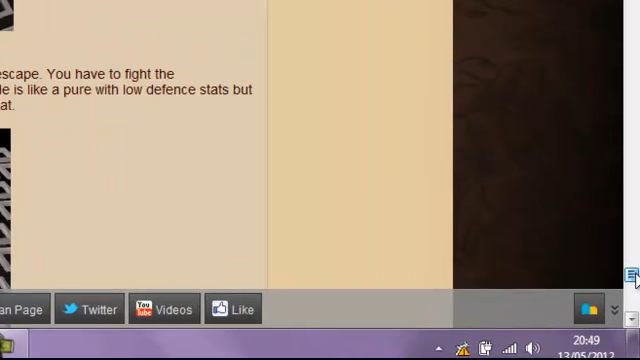 escape. You have to fight the
is like a pure with low defence stats but
at.
an Page
Twitter
You Tube
Videos
Like
20:49
13/05/2012